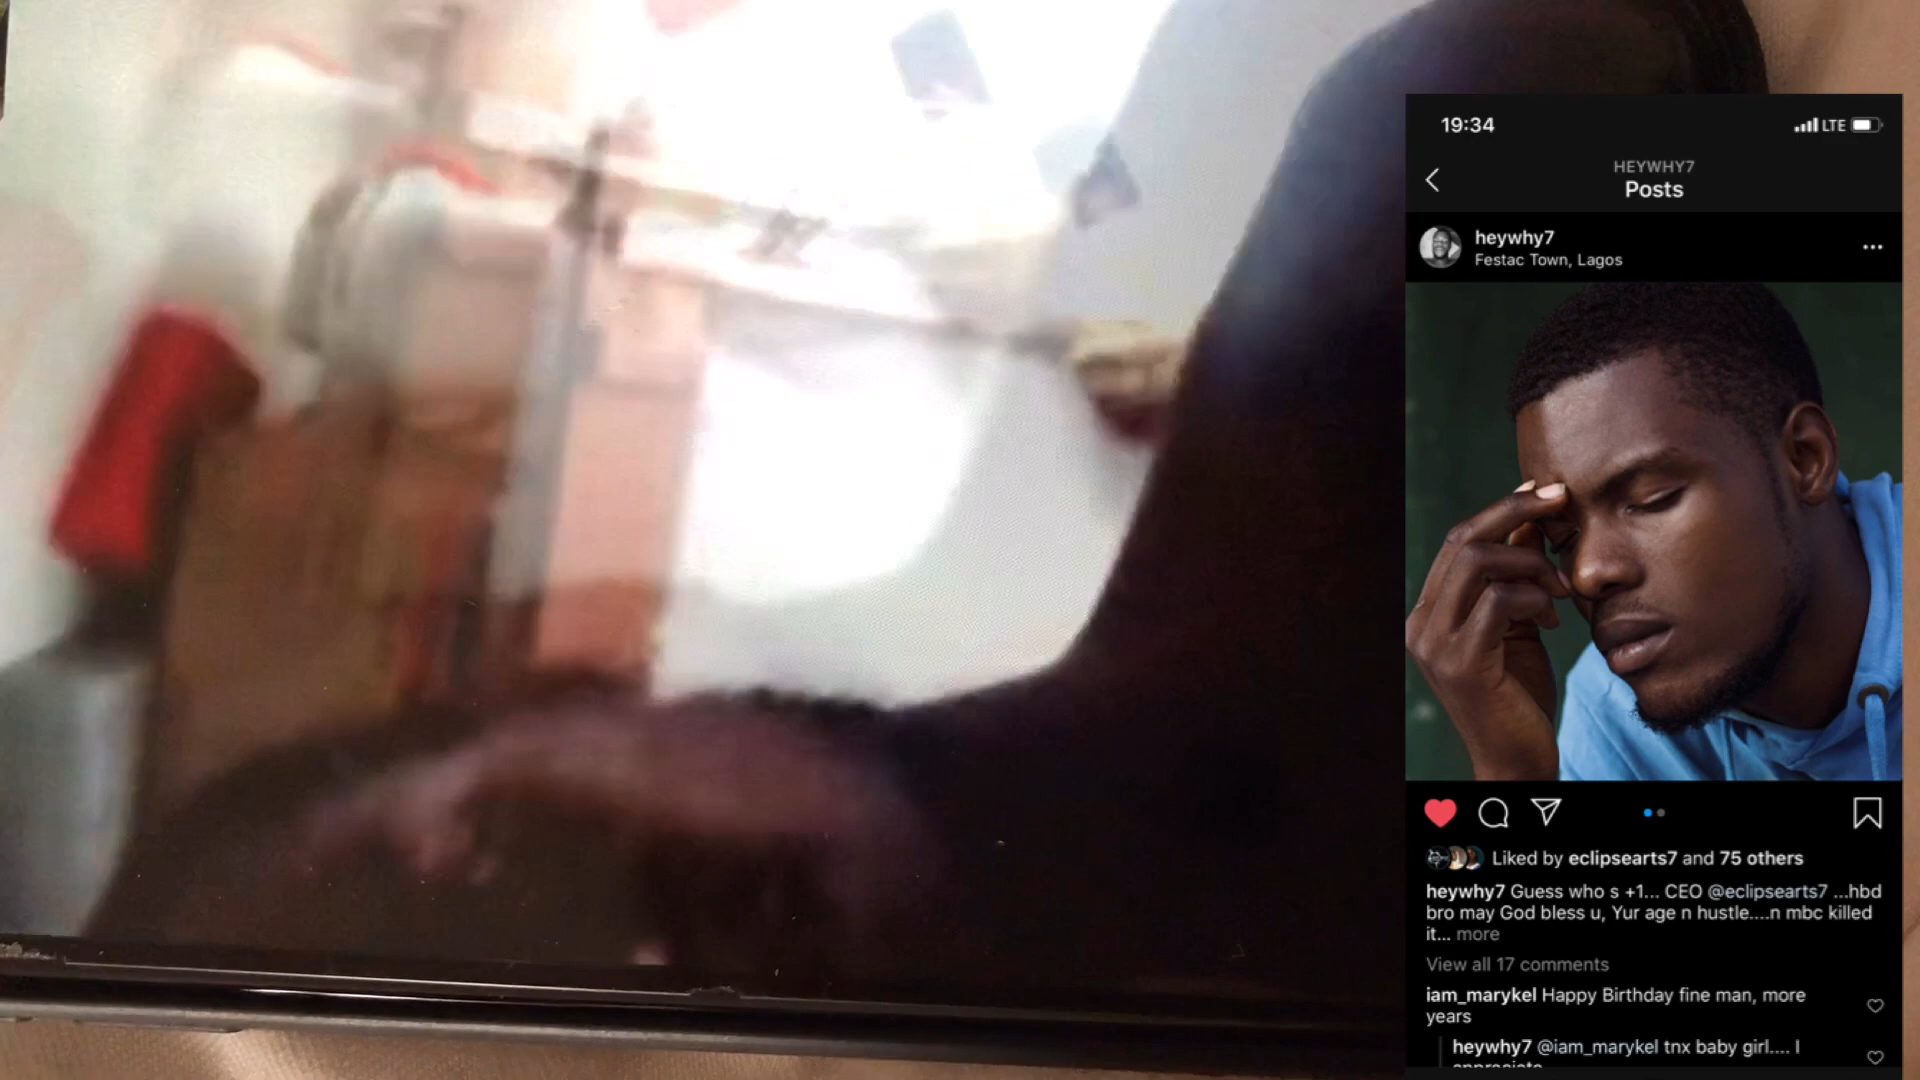 19:34
LTE
HEYWHY7
Posts
heywhy7
Festac Town, Lagos
Liked by eclipsearts7 and 75 others
heywhy7 Guess who s +1... CEO @eclipsearts7 ...hbd
bro may God bless u, Yur age n hustle....n mbc killed
it... more
View all 17 comments
iam_marykel Happy Birthday fine man, more
years
heywhy7 @iam_marykel tnx baby girl.... I